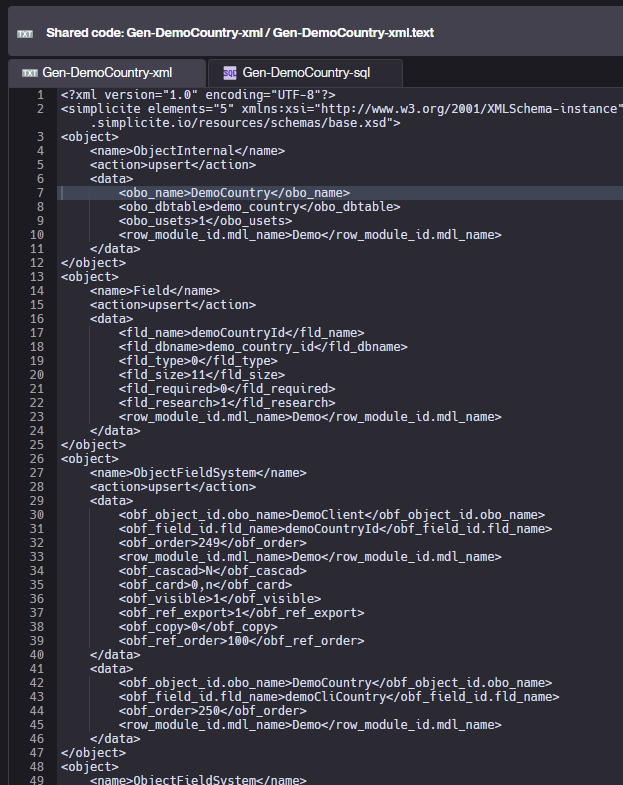 TXT Shared code: Gen-DemoCountry-xml / Gen-DemoCountry-xml.text
TXT Gen-DemoCountry-xml SQL Gen-DemoCountry-sql
1 <?xml version="1.0" encoding="UTF-8"?>
2 <simplicite elements="5" xmlns:xsi="http://www.w3.org/2001/XMLSchema-instance"
.simplicite.io/resources/schemas/base.xsd">
3 <object>
4 <name>ObjectInternal</name>
5 <action>upsert</action>
6 <data>
7 <obo_name>DemoCountry</obo_name>
8 <obo_dbtable>demo_country</obo_dbtable>
9 <obo_usets>1</obo_usets>
10 <row_module_id.mdl_name>Demo</row_module_id.mdl_name>
11 </data>
12 </object>
13 <object>
14 <name>Field</name>
15 <action>upsert</action>
16 <data>
17 <fld_name>demoCountryId</fld_name>
18 <fld_dbname>demo_country_id</fld_dbname>
19 <fld_type>0</fld_type>
20 <fld_size>11</fld_size>
21 <fld_required>0</fld_required>
22 <fld_research>1</fld_research>
23 <row_module_id.mdl_name>Demo</row_module_id.mdl_name>
24 </data>
25 </object>
26 <object>
27 <name>ObjectFieldSystem</name>
28 <action>upsert</action>
29 <data>
30 <obf_object_id.obo_name>DemoClient</obf_object_id.obo_name>
31 <obf_field_id.fld_name>demoCountryId</obf_field_id.fld_name>
32 <obf_order>249</obf_order>
33 <row_module_id.mdl_name>Demo</row_module_id.mdl_name>
34 <obf_cascad>N</obf_cascad>
35 <obf_card>0,n</obf_card>
36 <obf_visible>1</obf_visible>
37 <obf_ref_export>1</obf_ref_export>
38 <obf_copy>0</obf_copy>
39 <obf_ref_order>100</obf_ref_order>
40 </data>
41 <data>
42 <obf_object_id.obo_name>DemoCountry</obf_object_id.obo_name>
43 <obf_field_id.fld_name>demoCliCountry</obf_field_id.fld_name>
44 <obf_order>250</obf_order>
45 <row_module_id.mdl_name>Demo</row_module_id.mdl_name>
46 </data>
47 </object>
48 <object>
49 <name>ObjectFieldSystem</name>